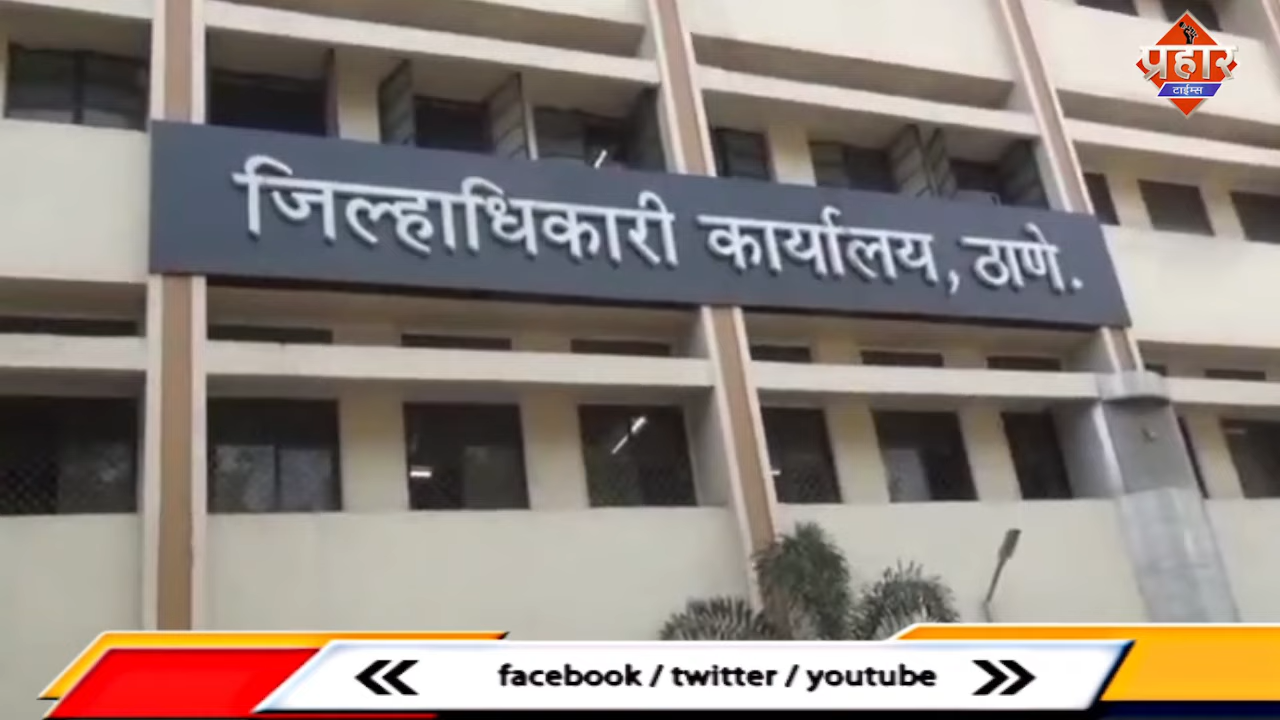 प्रहार
टाईम्स
जिल्हाधिकारी कार्यालय, ठाणे.
facebook / twitter / youtube